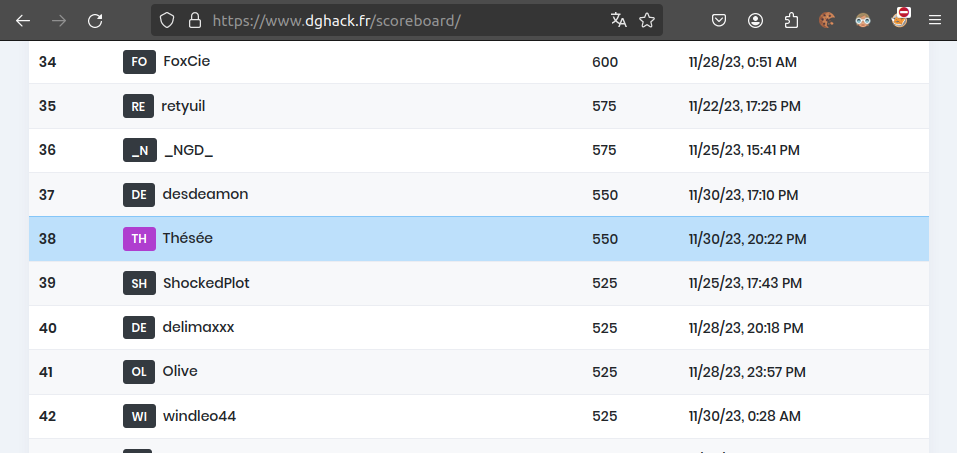 https://www.dghack.fr/scoreboard/
34 FO FoxCie 600 11/28/23, 0:51 AM
35 RE retyuil 575 11/22/23, 17:25 PM
36 _N _NGD_ 575 11/25/23, 15:41 PM
37 DE desdeamon 550 11/30/23, 17:10 PM
38 TH Thésée 550 11/30/23, 20:22 PM
39 SH ShockedPlot 525 11/25/23, 17:43 PM
40 DE delimaxxx 525 11/28/23, 20:18 PM
41 OL Olive 525 11/28/23, 23:57 PM
42 WI windleo44 525 11/30/23, 0:28 AM